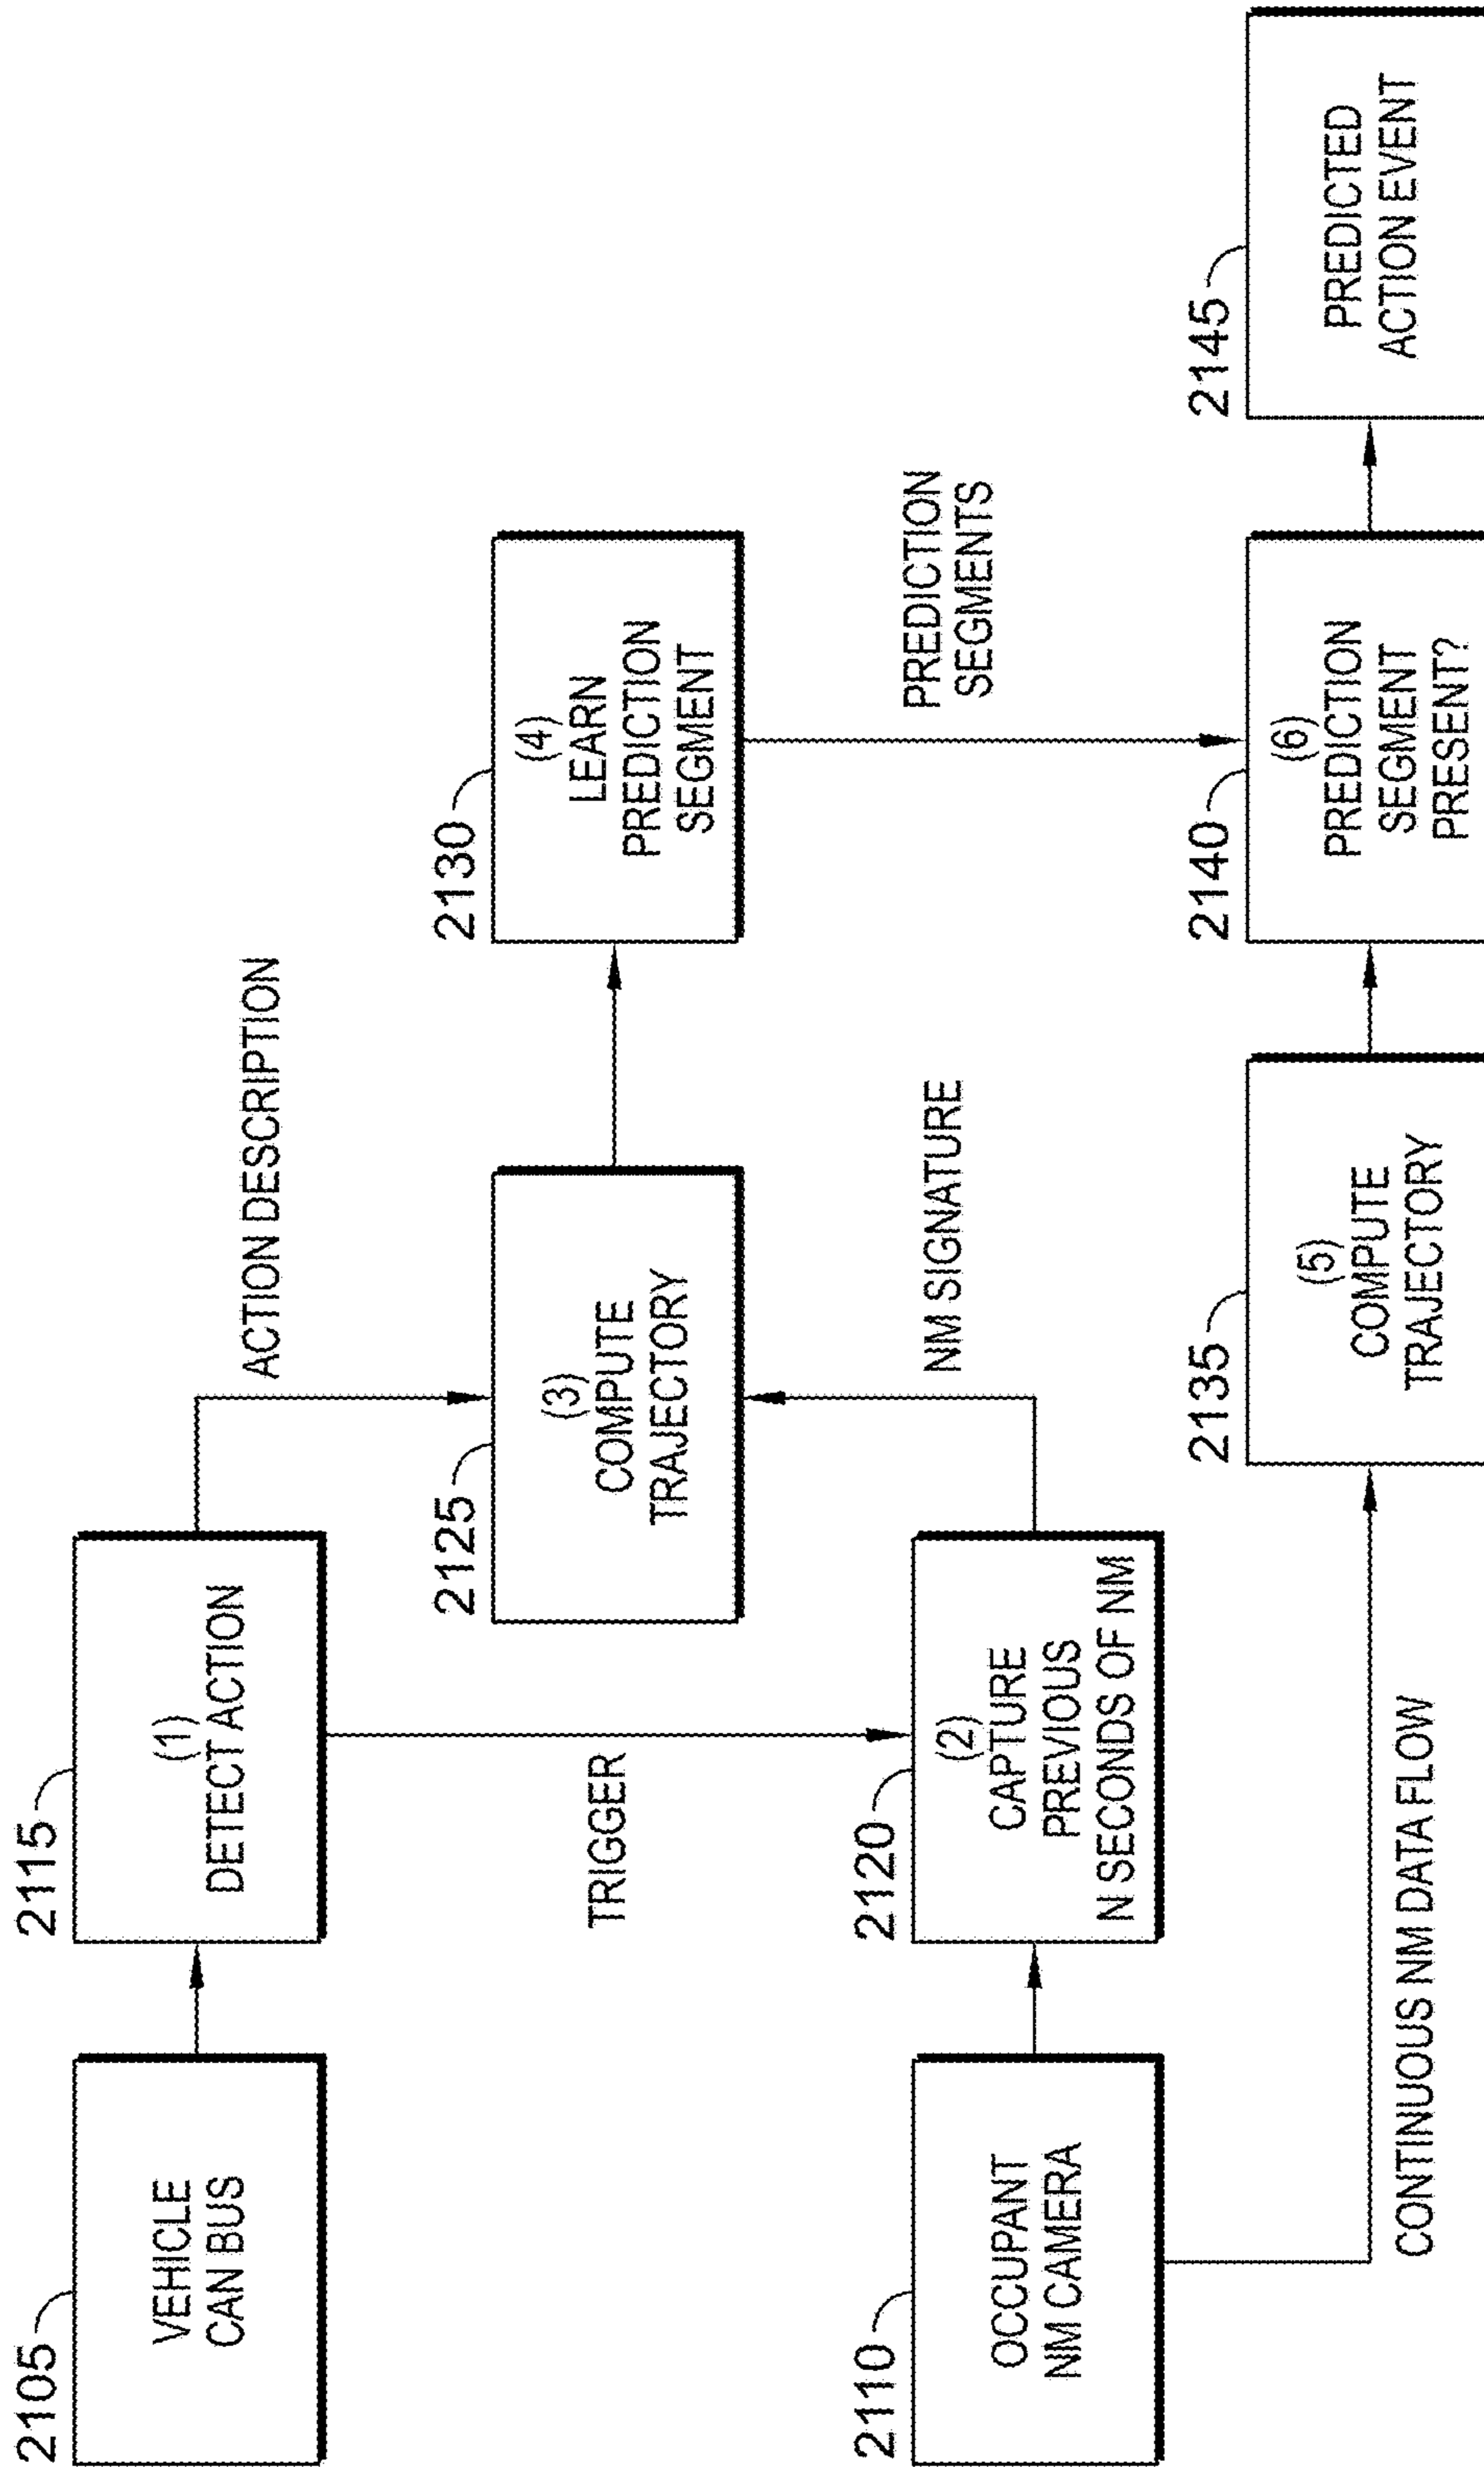 2105
VEHICLE
CAN BUS
2115
(1)
DETECT ACTION
ACTION DESCRIPTION
TRIGGER
2125
(3)
COMPUTE
TRAJECTORY
2130
(4)
LEARN
PREDICTION
SEGMENT
2110
OCCUPANT
NM CAMERA
2120
(2)
CAPTURE
PREVIOUS
N SECONDS OF NM
NM SIGNATURE
PREDICTION
SEGMENTS
CONTINUOUS NM DATA FLOW
2135
(5)
COMPUTE
TRAJECTORY
2140
(6)
PREDICTION
SEGMENT
PRESENT?
2145
PREDICTED
ACTION EVENT